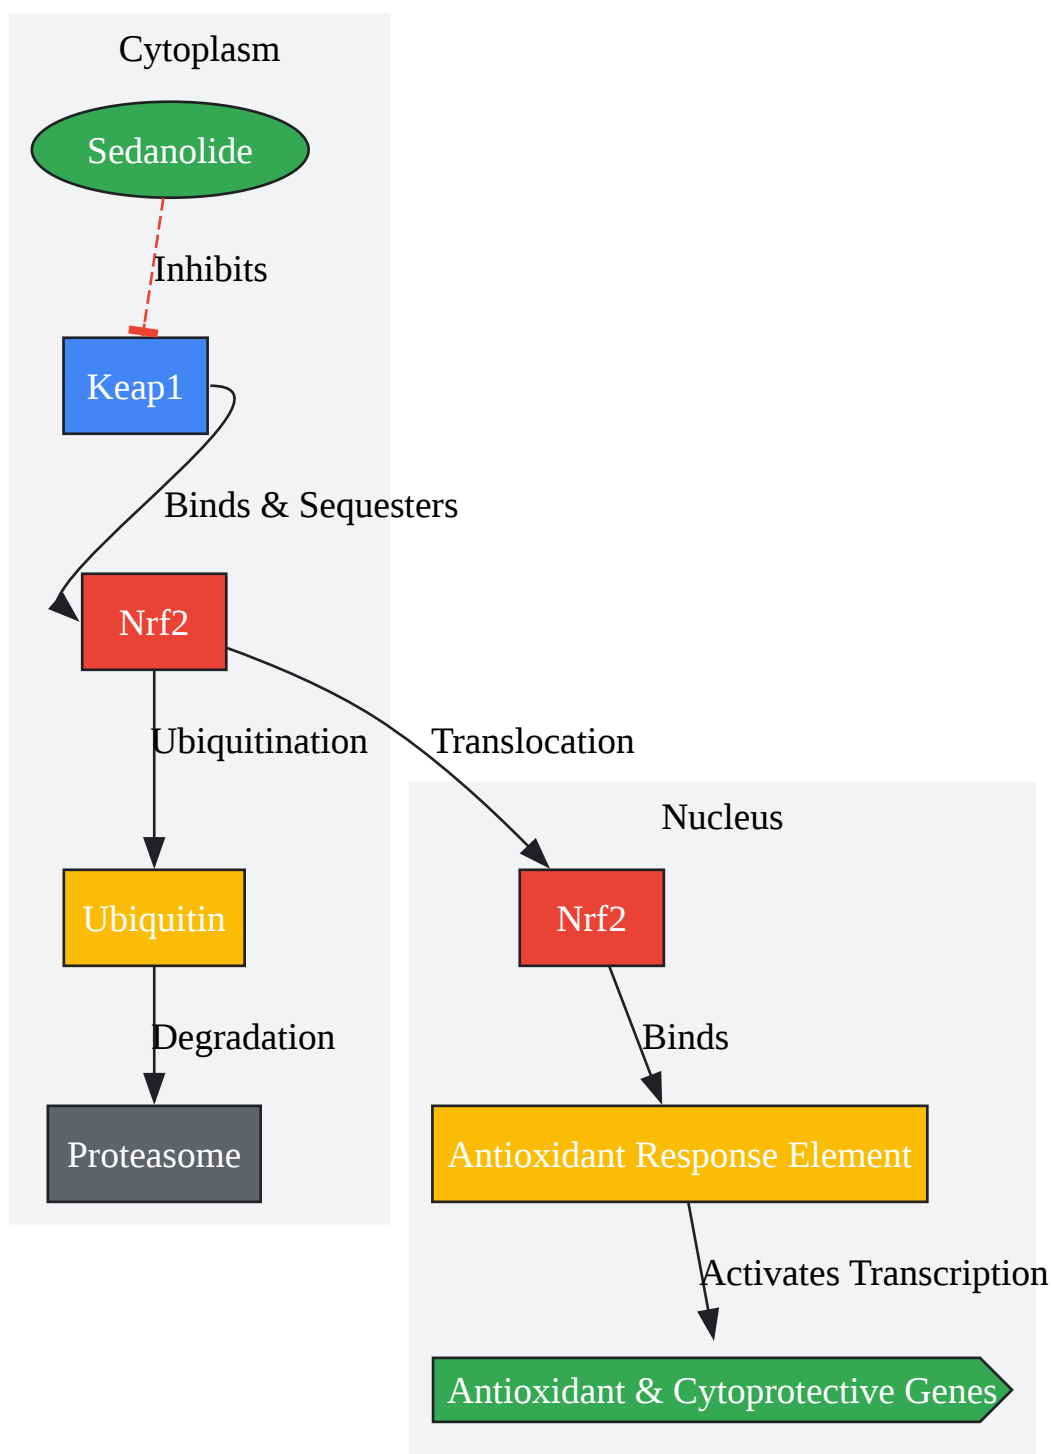 Cytoplasm
Sedanolide
Inhibits
Keap1
Binds & Sequesters
Nrf2
Ubiquitination
Translocation
Nucleus
Ubiquitin
Nrf2
Degradation
Binds
Proteasome
Antioxidant Response Element
Activates Transcription
Antioxidant & Cytoprotective Genes